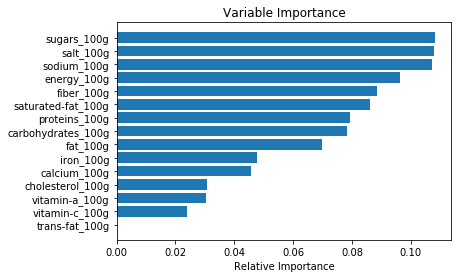 Variable Importance
sugars_100g
salt_100g
sodium_100g
energy_100g
fiber_100g
saturated-fat_100g
proteins_100g
carbohydrates_100g
fat_100g
iron_100g
calcium_100g
cholesterol_100g
vitamin-a_100g
vitamin-c_100g
trans-fat_100g
0.00 0.02 0.04 0.06 0.08 0.10
Relative Importance